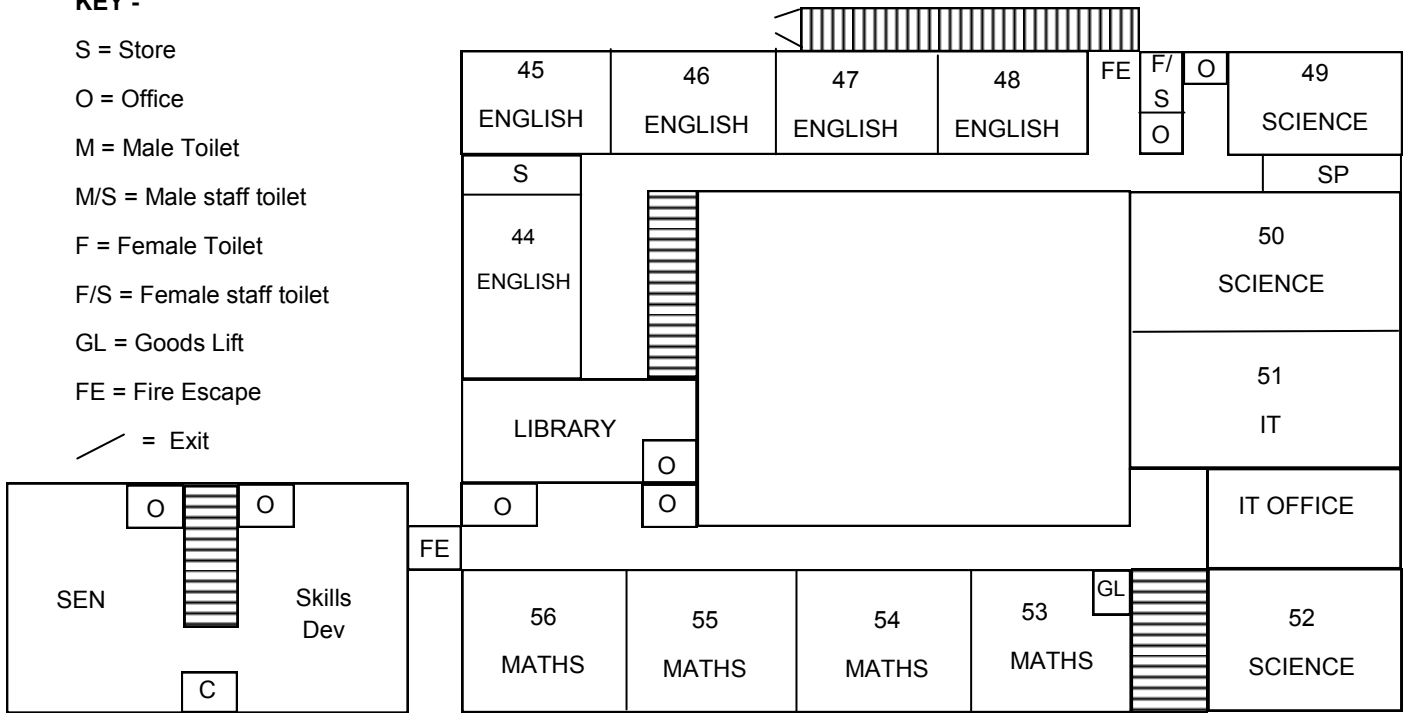 KEY -
S = Store
O = Office
M = Male Toilet
M/S = Male staff toilet
F = Female Toilet
F/S = Female staff toilet
GL = Goods Lift
FE = Fire Escape
= Exit
45
ENGLISH
46
ENGLISH
47
ENGLISH
48
ENGLISH
FE
F/
S
O
O
49
SCIENCE
S
SP
44
ENGLISH
50
SCIENCE
51
IT
LIBRARY
O
O
O
IT OFFICE
O
O
FE
SEN
Skills
Dev
C
56
MATHS
55
MATHS
54
MATHS
53
MATHS
GL
52
SCIENCE